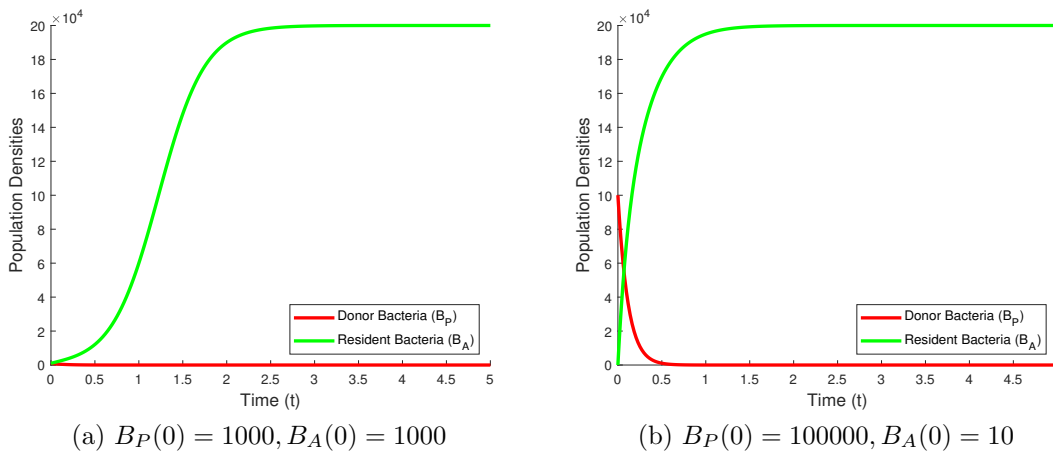 ×10⁴
20
18
16
14
12
10
8
6
4
2
0
Population Densities
0 0.5 1 1.5 2 2.5 3 3.5 4 4.5 5
Time (t)
Donor Bacteria (B_P)
Resident Bacteria (B_A)
(a) B_P(0) = 1000, B_A(0) = 1000
×10⁴
20
18
16
14
12
10
8
6
4
2
0
Population Densities
0 0.5 1 1.5 2 2.5 3 3.5 4 4.5
Time (t)
Donor Bacteria (B_P)
Resident Bacteria (B_A)
(b) B_P(0) = 100000, B_A(0) = 10